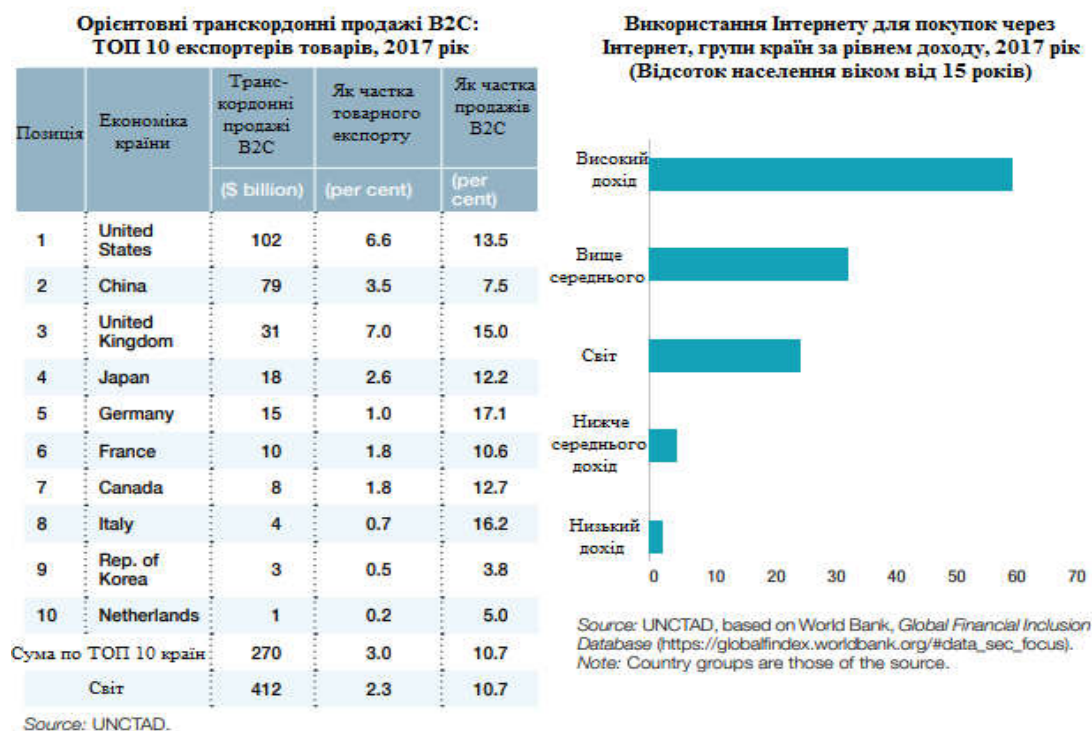 Орієнтовні транскордонні продажі B2C:
ТОП 10 експортерів товарів, 2017 рік
Позиція
Економіка
країни
Транс-
кордонні
продажі
B2C
Як частка
товарного
експорту
Як частка
продажів
B2C
($ billion)
(per cent)
(per
cent)
1 United States 102 6.6 13.5
2 China 79 3.5 7.5
3 United Kingdom 31 7.0 15.0
4 Japan 18 2.6 12.2
5 Germany 15 1.0 17.1
6 France 10 1.8 10.6
7 Canada 8 1.8 12.7
8 Italy 4 0.7 16.2
9 Rep. of Korea 3 0.5 3.8
10 Netherlands 1 0.2 5.0
Сума по ТОП 10 країн 270 3.0 10.7
Світ 412 2.3 10.7
Source: UNCTAD.
Використання Інтернету для покупок через
Інтернет, групи країн за рівнем доходу, 2017 рік
(Відсоток населення віком від 15 років)
Високий
дохід
Вище
середнього
Світ
Нижче
середнього
дохід
Низький
дохід
0 10 20 30 40 50 60 70
Source: UNCTAD, based on World Bank, Global Financial Inclusion
Database (https://globalfindex.worldbank.org/#data_sec_focus).
Note: Country groups are those of the source.